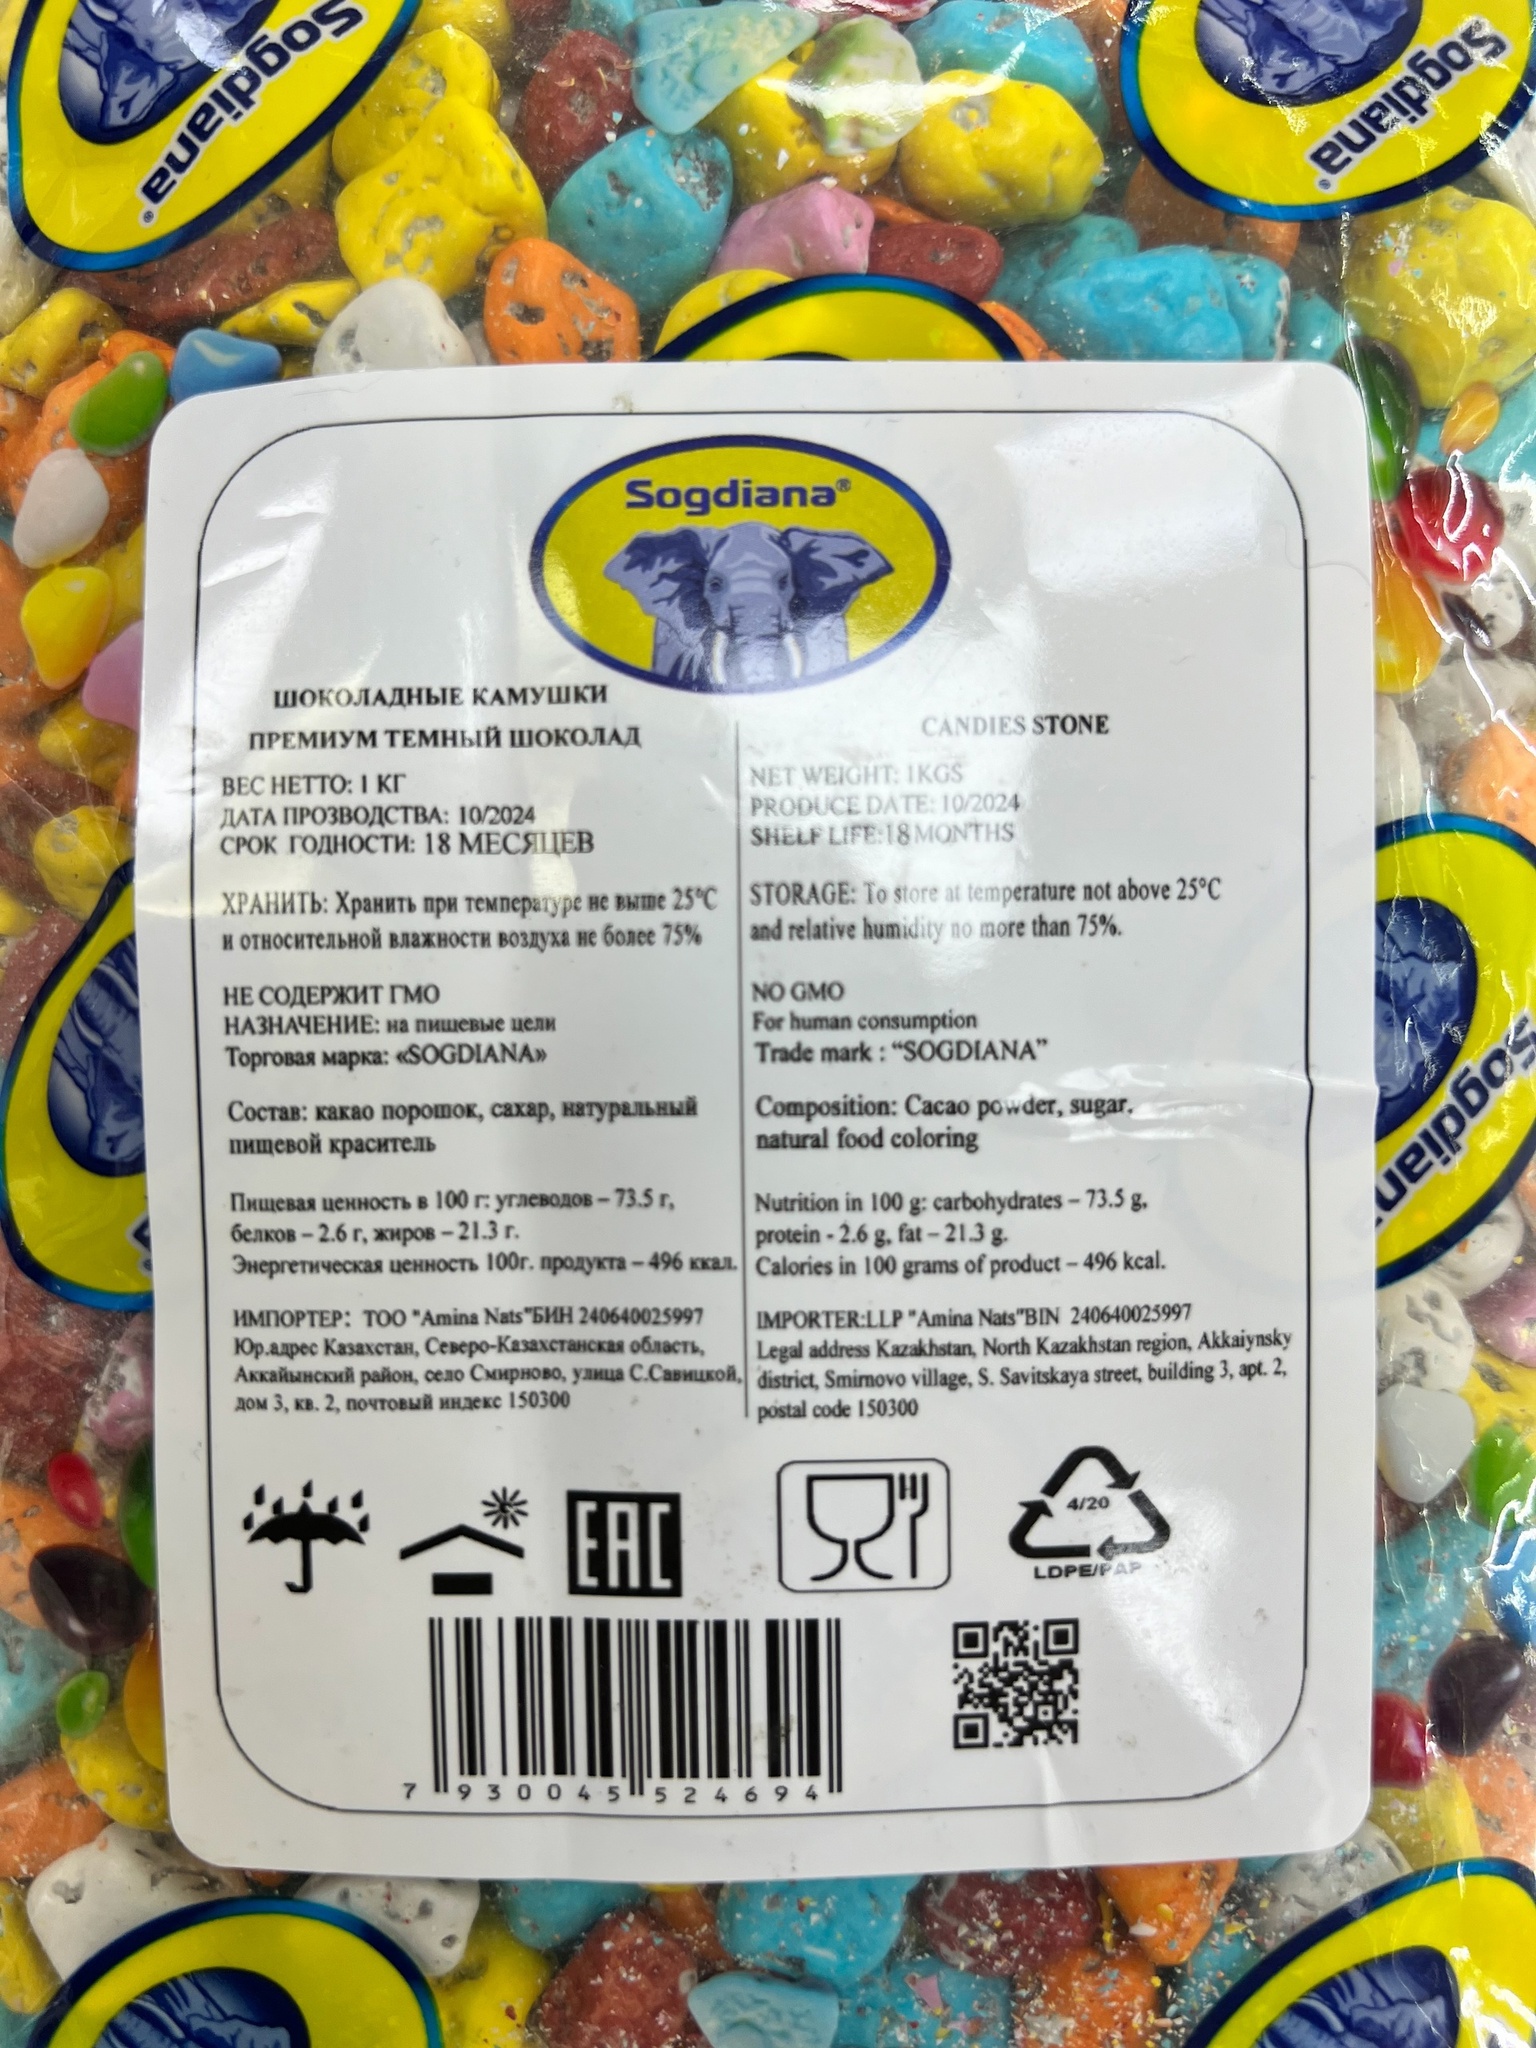 Sogdiana®
Sogdiana®
Sogdiana®
ШОКОЛАДНЫЕ КАМУШКИ
ПРЕМИУМ ТЕМНЫЙ ШОКОЛАД
ВЕС НЕТТО: 1 КГ
ДАТА ПРОЗВОДСТВА: 10/2024
СРОК ГОДНОСТИ: 18 МЕСЯЦЕВ
ХРАНИТЬ: Хранить при температуре не выше 25°C
и относительной влажности воздуха не более 75%
НЕ СОДЕРЖИТ ГМО
НАЗНАЧЕНИЕ: на пищевые цели
Торговая марка: «SOGDIANA»
Состав: какао порошок, сахар, натуральный
пищевой краситель
Пищевая ценность в 100 г: углеводов – 73.5 г,
белков – 2.6 г, жиров – 21.3 г.
Энергетическая ценность 100г. продукта – 496 ккал.
ИМПОРТЕР: ТОО "Amina Nats"БИН 240640025997
Юр.адрес Казахстан, Северо-Казахстанская область,
Аккайынский район, село Смирново, улица С.Савицкой,
дом 3, кв. 2, почтовый индекс 150300
CANDIES STONE
NET WEIGHT: 1KGS
PRODUCE DATE: 10/2024
SHELF LIFE:18 MONTHS
STORAGE: To store at temperature not above 25°C
and relative humidity no more than 75%.
NO GMO
For human consumption
Trade mark : “SOGDIANA”
Composition: Cacao powder, sugar.
natural food coloring
Nutrition in 100 g: carbohydrates – 73.5 g,
protein - 2.6 g, fat – 21.3 g.
Calories in 100 grams of product – 496 kcal.
IMPORTER:LLP "Amina Nats"BIN 240640025997
Legal address Kazakhstan, North Kazakhstan region, Akkaiynsky
district, Smirnovo village, S. Savitskaya street, building 3, apt. 2,
postal code 150300
EAC
4/20
LDPE/PAP
7 930045 524694
Sogdiana